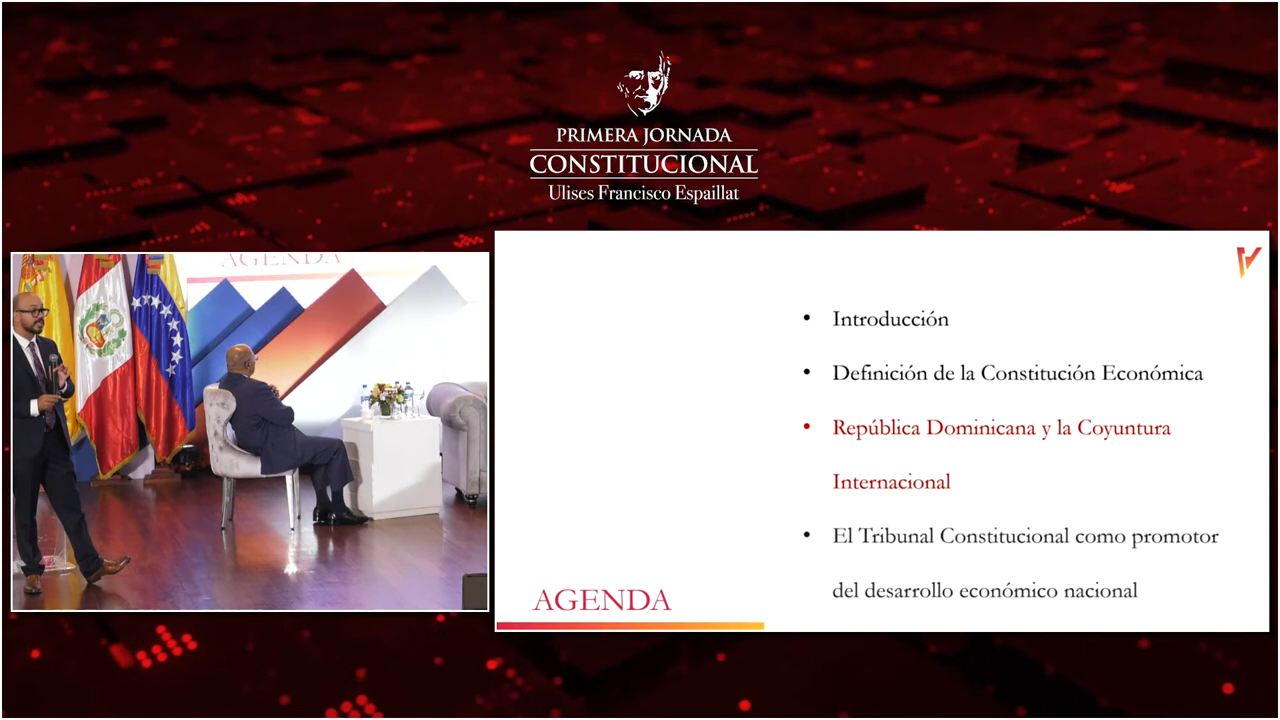 PRIMERA JORNADA
CONSTITUCIONAL
Ulises Francisco Espaillat
AGENDA
• Introducción
• Definición de la Constitución Económica
• República Dominicana y la Coyuntura
Internacional
• El Tribunal Constitucional como promotor
del desarrollo económico nacional
AGENDA